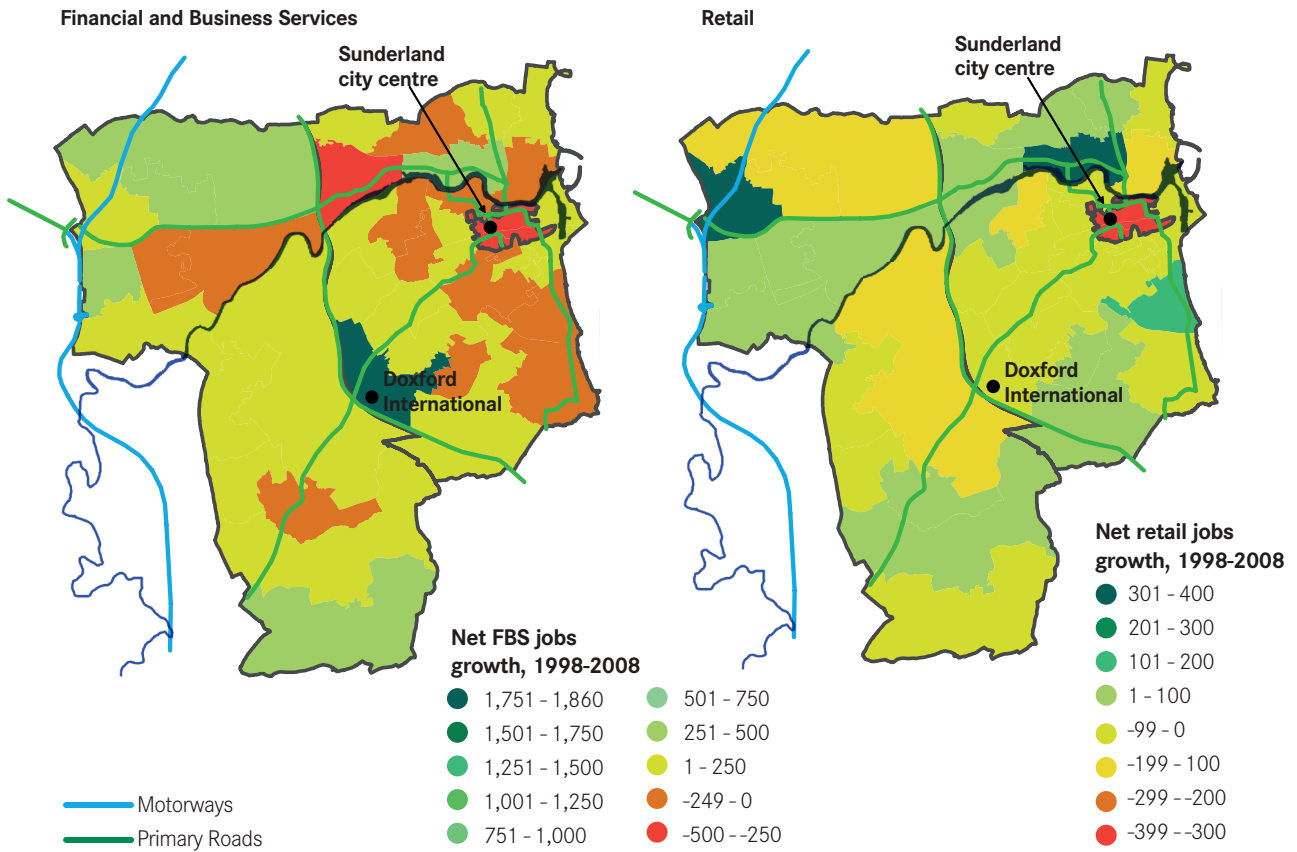 Financial and Business Services
Sunderland
city centre
Doxford
International
Net FBS jobs
growth, 1998-2008
1,751 - 1,860
1,501 - 1,750
1,251 - 1,500
1,001 - 1,250
751 - 1,000
501 - 750
251 - 500
1 - 250
-249 - 0
-500 --250
Motorways
Primary Roads
Retail
Sunderland
city centre
Doxford
International
Net retail jobs
growth, 1998-2008
301 - 400
201 - 300
101 - 200
1 - 100
-99 - 0
-199 - 100
-299 --200
-399 --300